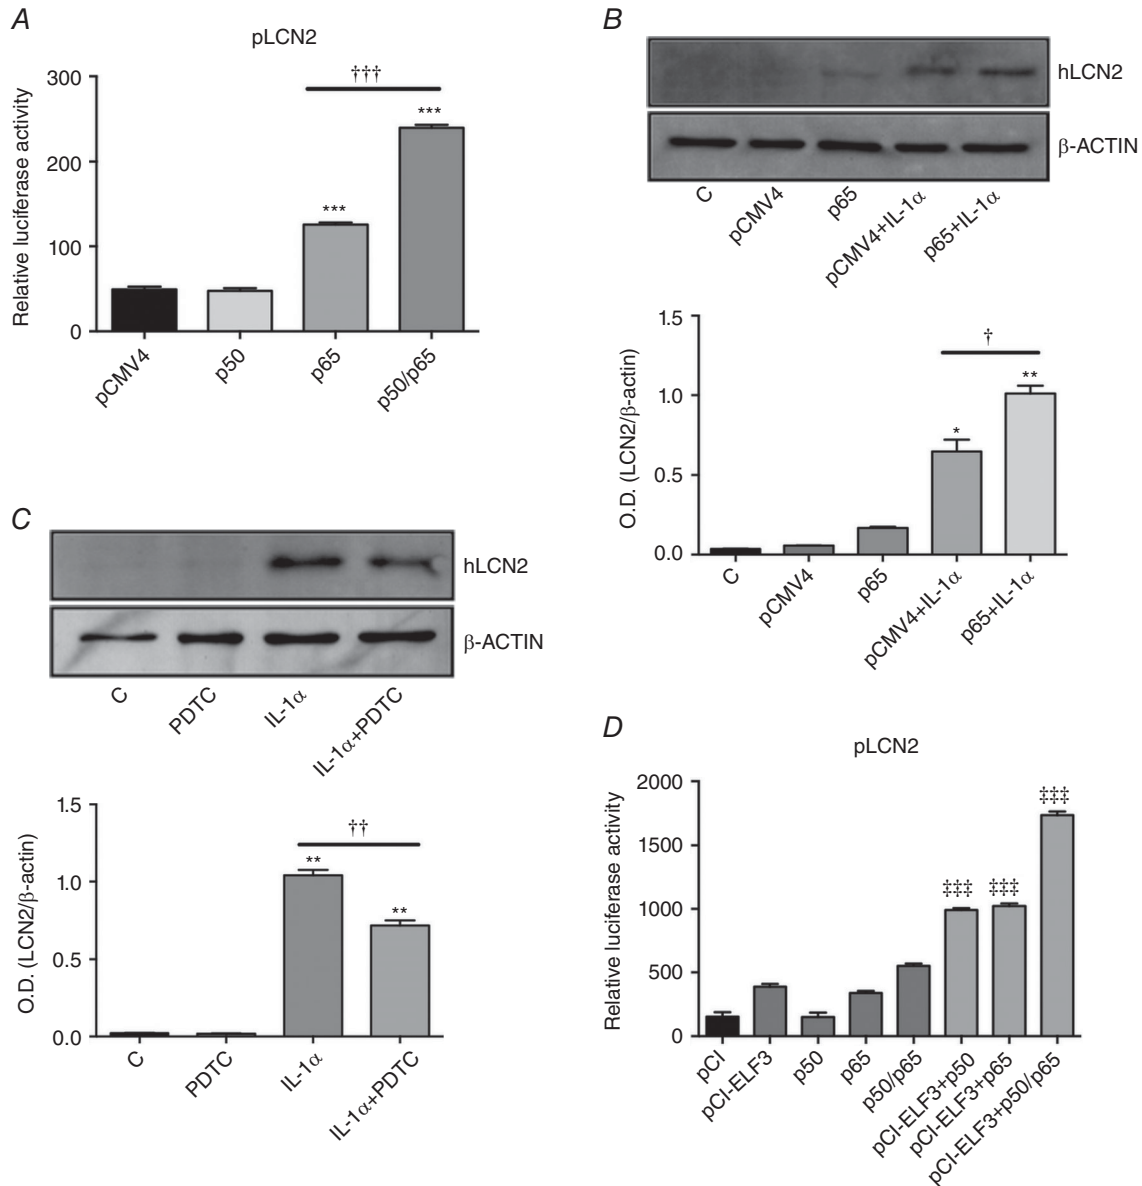 A
pLCN2
Relative luciferase activity
300
200
100
0
†††
***
***
pCMV4
p50
p65
p50/p65
B
hLCN2
β-ACTIN
C
pCMV4
p65
pCMV4+IL-1α
p65+IL-1α
O.D. (LCN2/β-actin)
1.5
1.0
0.5
0.0
†
*
**
C
pCMV4
p65
pCMV4+IL-1α
p65+IL-1α
C
hLCN2
β-ACTIN
C
PDTC
IL-1α
IL-1α+PDTC
O.D. (LCN2/β-actin)
1.5
1.0
0.5
0.0
††
**
**
C
PDTC
IL-1α
IL-1α+PDTC
D
pLCN2
Relative luciferase activity
2000
1500
1000
500
0
‡‡‡
‡‡‡
‡‡‡
pCI
pCI-ELF3
p50
p65
p50/p65
pCI-ELF3+p50
pCI-ELF3+p65
pCI-ELF3+p50/p65